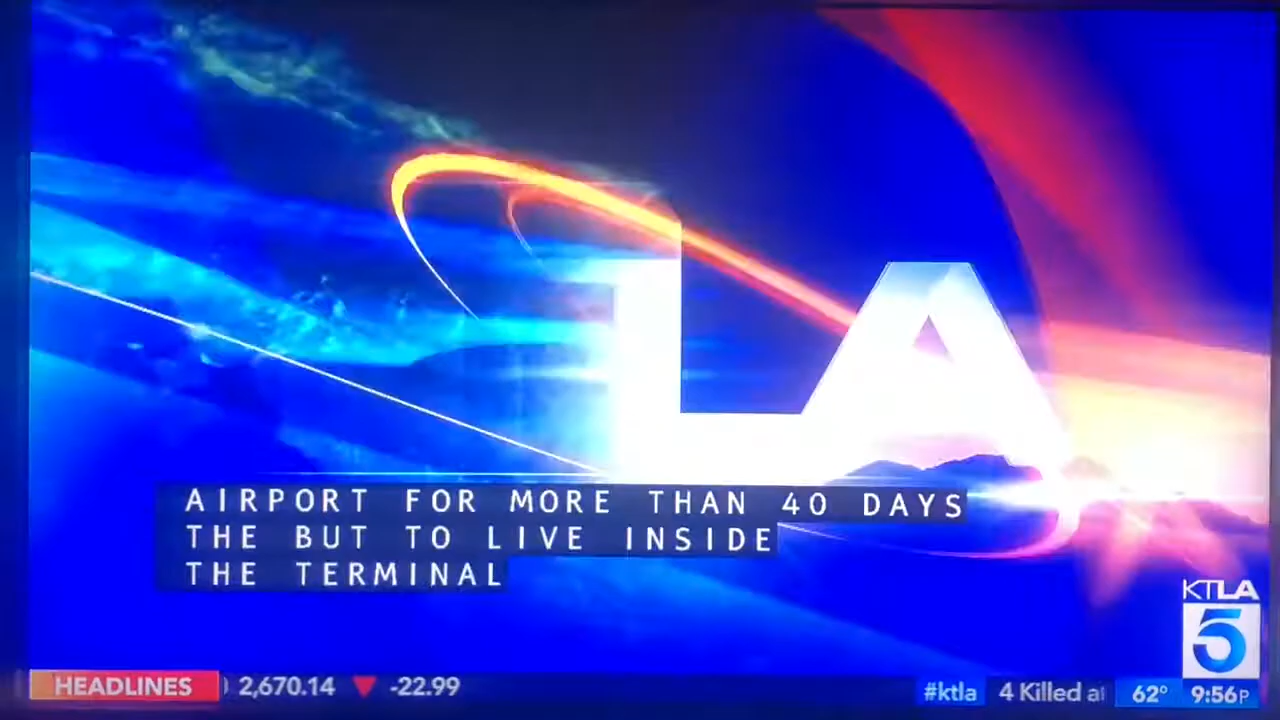 LA
AIRPORT FOR MORE THAN 40 DAYS
THE BUT TO LIVE INSIDE
THE TERMINAL
KTLA
5
HEADLINES 2,670.14 -22.99 #ktla 4 Killed 62° 9:56P